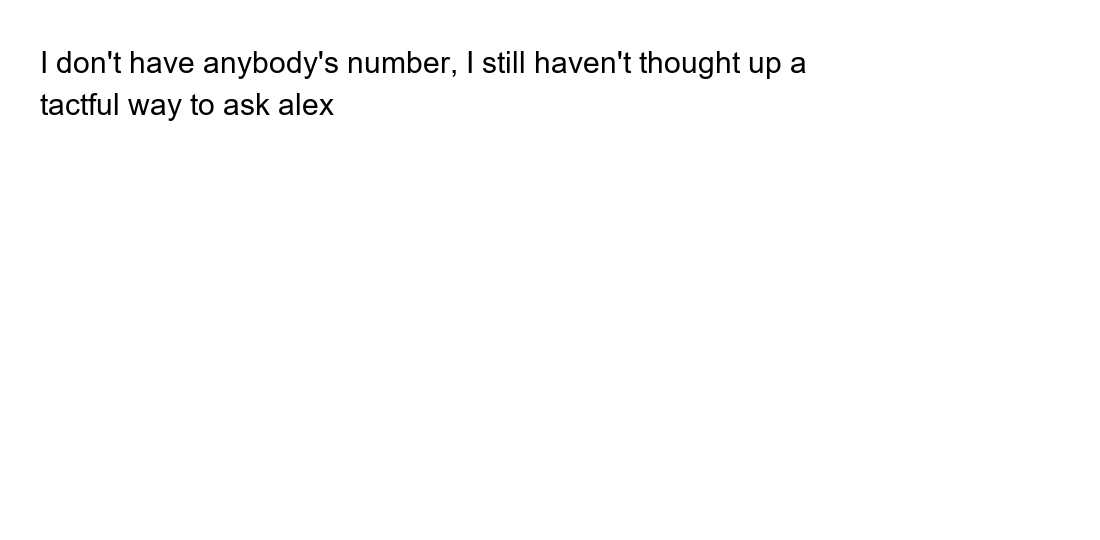 I don't have anybody's number, I still haven't thought up a
tactful way to ask alex